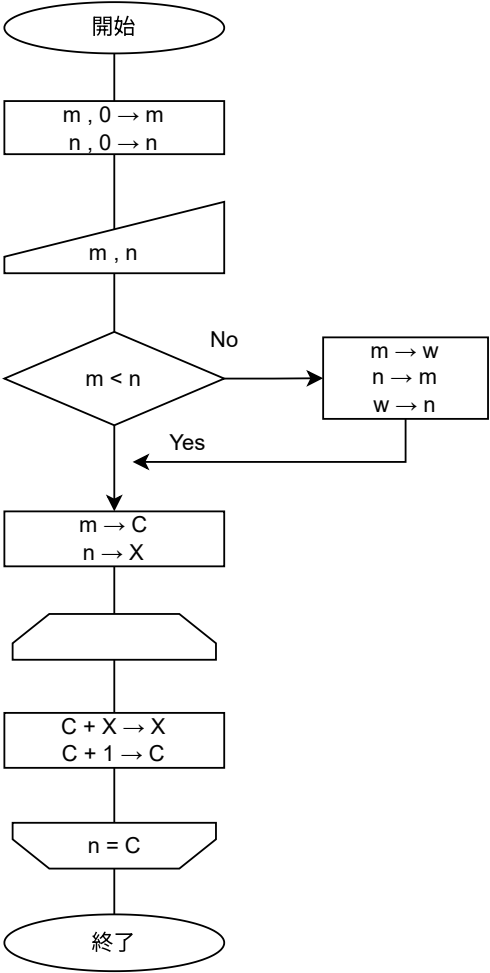 開始
m , 0 → m
n , 0 → n
m , n
m < n
No
m → w
n → m
w → n
Yes
m → C
n → X
C + X → X
C + 1 → C
n = C
終了